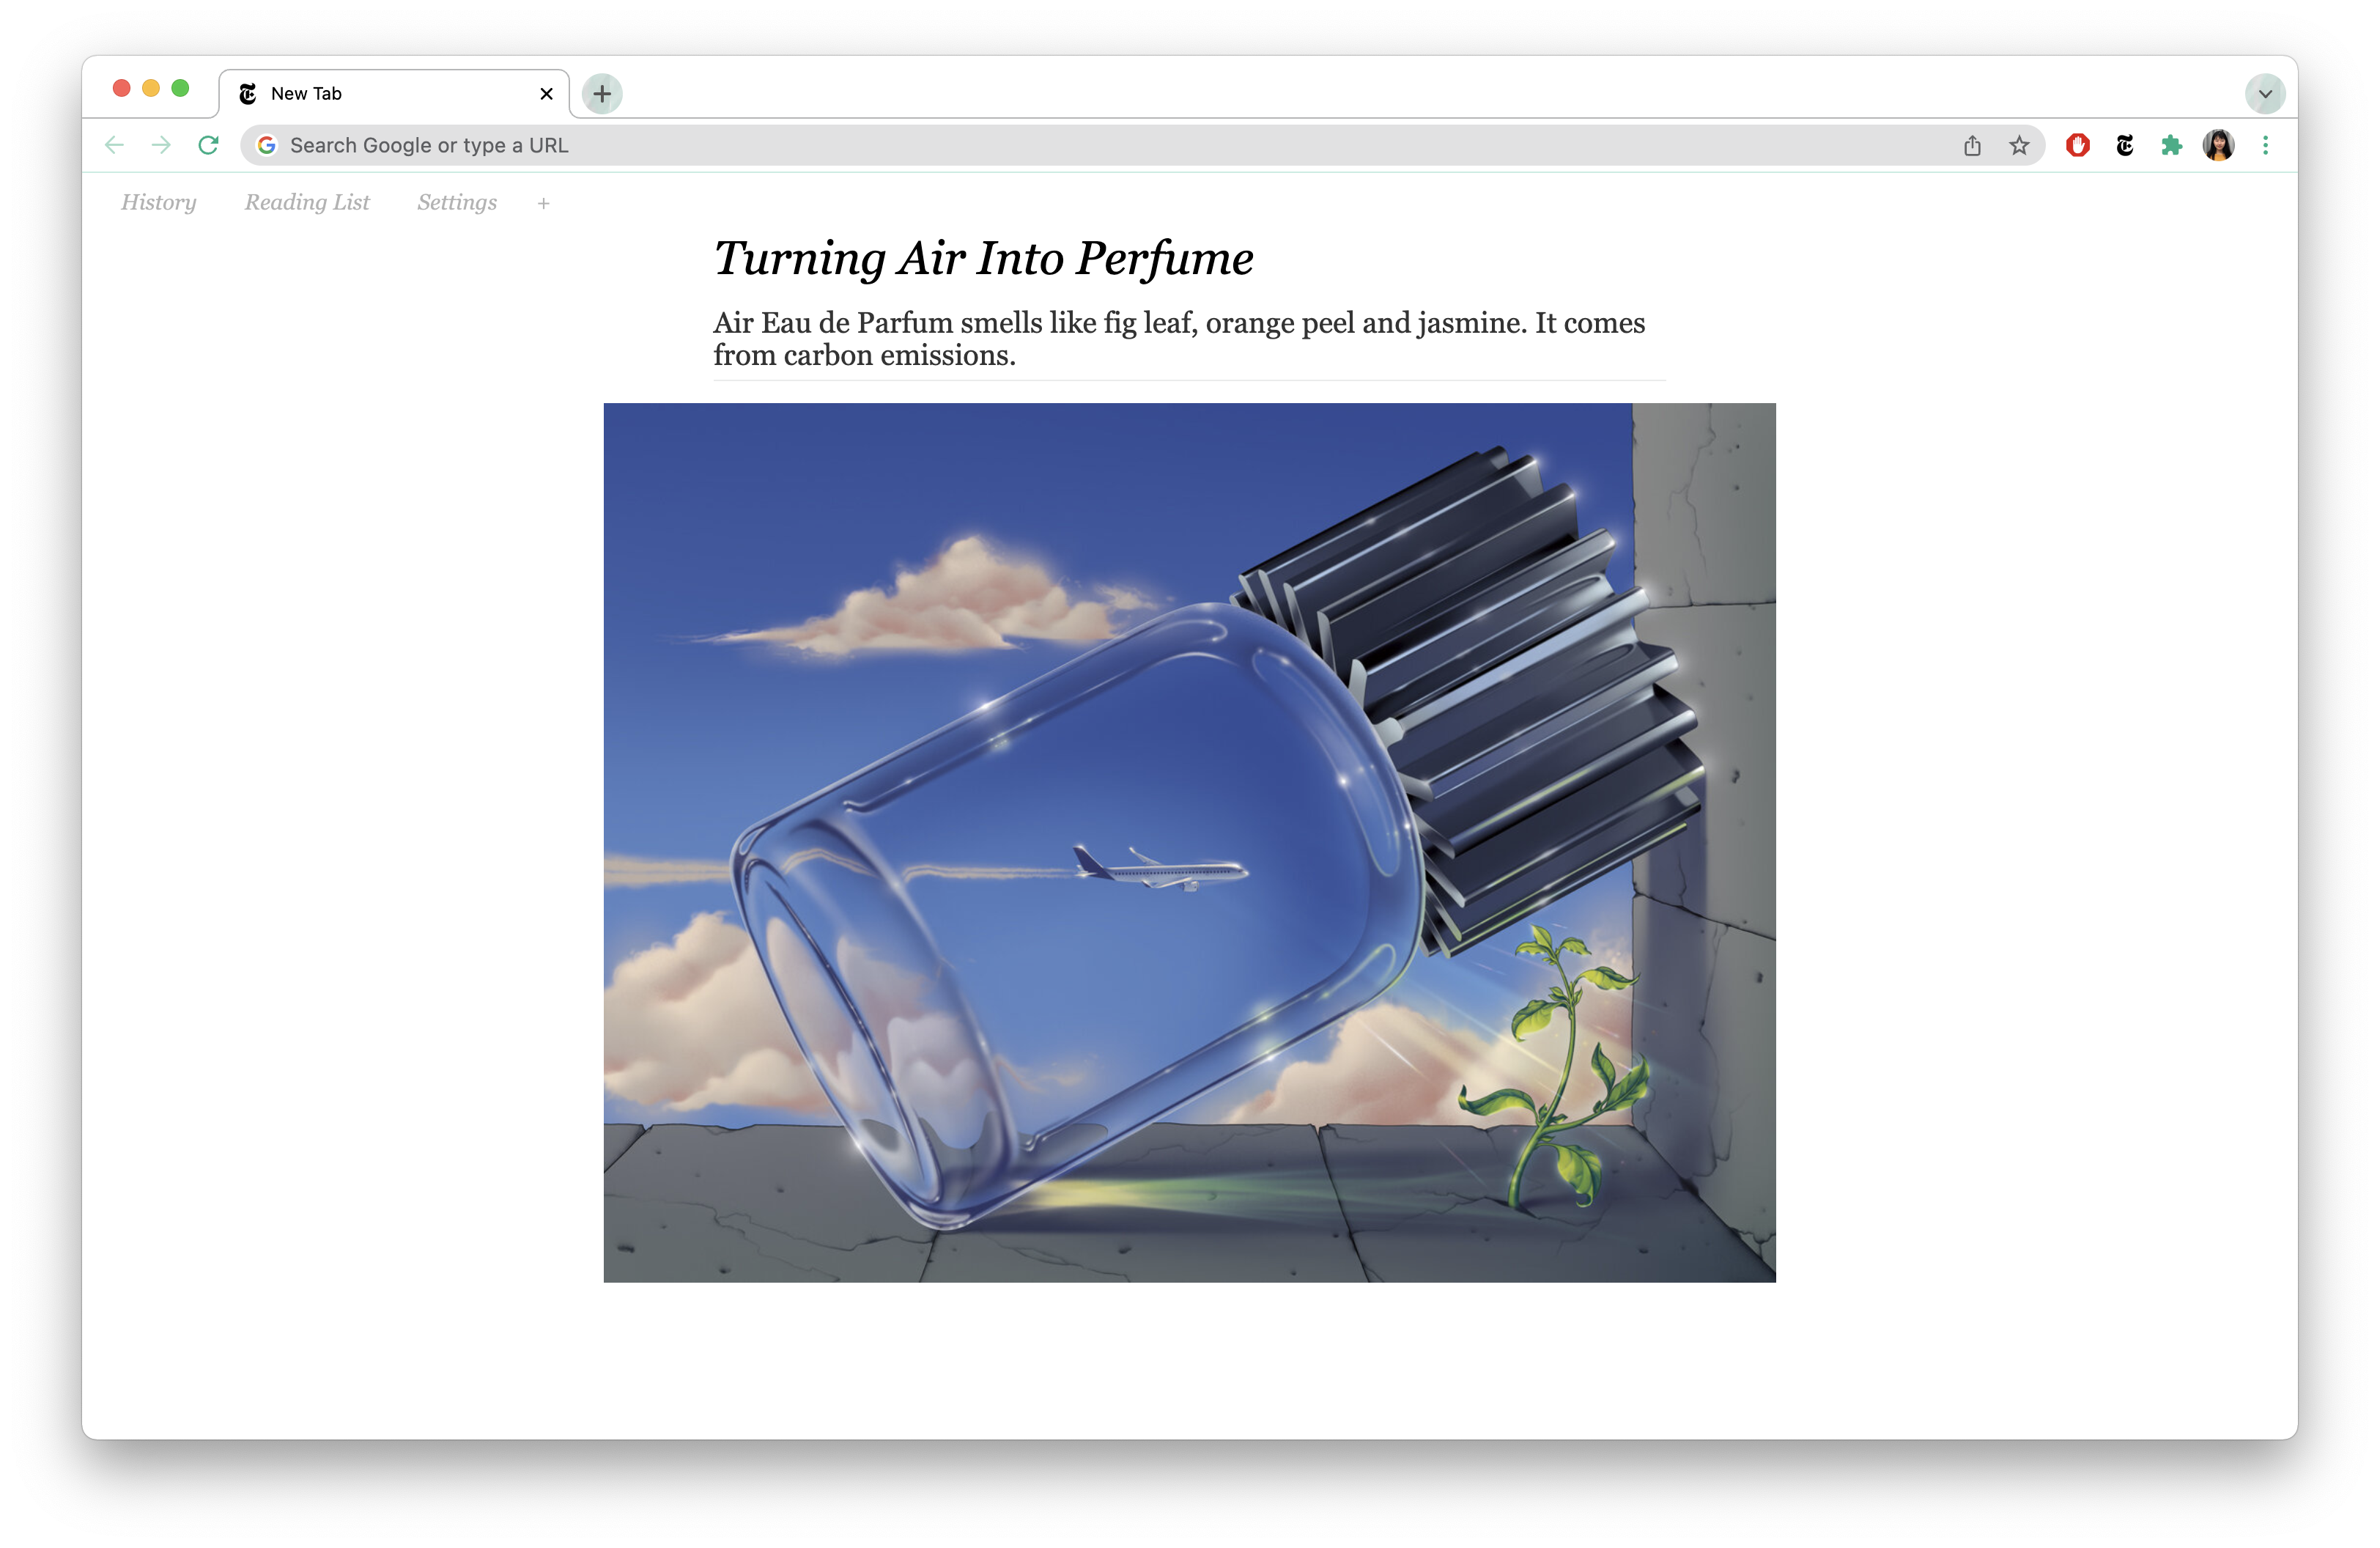 New Tab
Search Google or type a URL
History Reading List Settings +
Turning Air Into Perfume
Air Eau de Parfum smells like fig leaf, orange peel and jasmine. It comes
from carbon emissions.